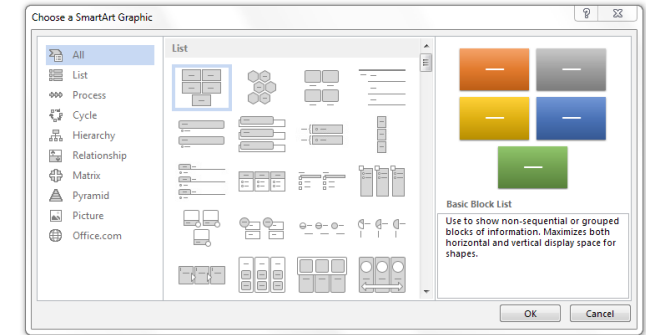 Choose a SmartArt Graphic
All
List
Process
Cycle
Hierarchy
Relationship
Matrix
Pyramid
Picture
Office.com
List
Basic Block List
Use to show non-sequential or grouped
blocks of information. Maximizes both
horizontal and vertical display space for
shapes.
OK
Cancel